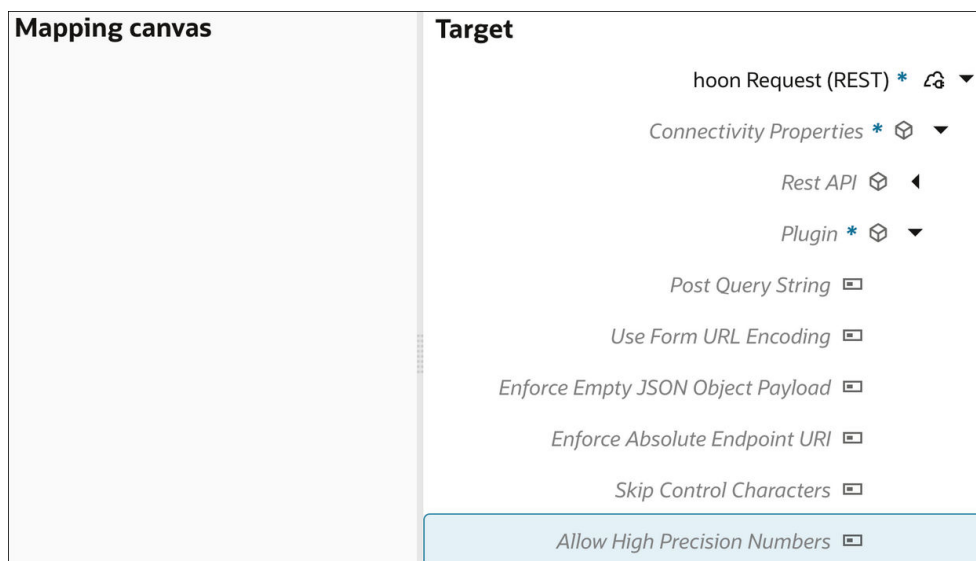 Mapping canvas
Target
hoon Request (REST) *
Connectivity Properties *
Rest API
Plugin *
Post Query String
Use Form URL Encoding
Enforce Empty JSON Object Payload
Enforce Absolute Endpoint URI
Skip Control Characters
Allow High Precision Numbers